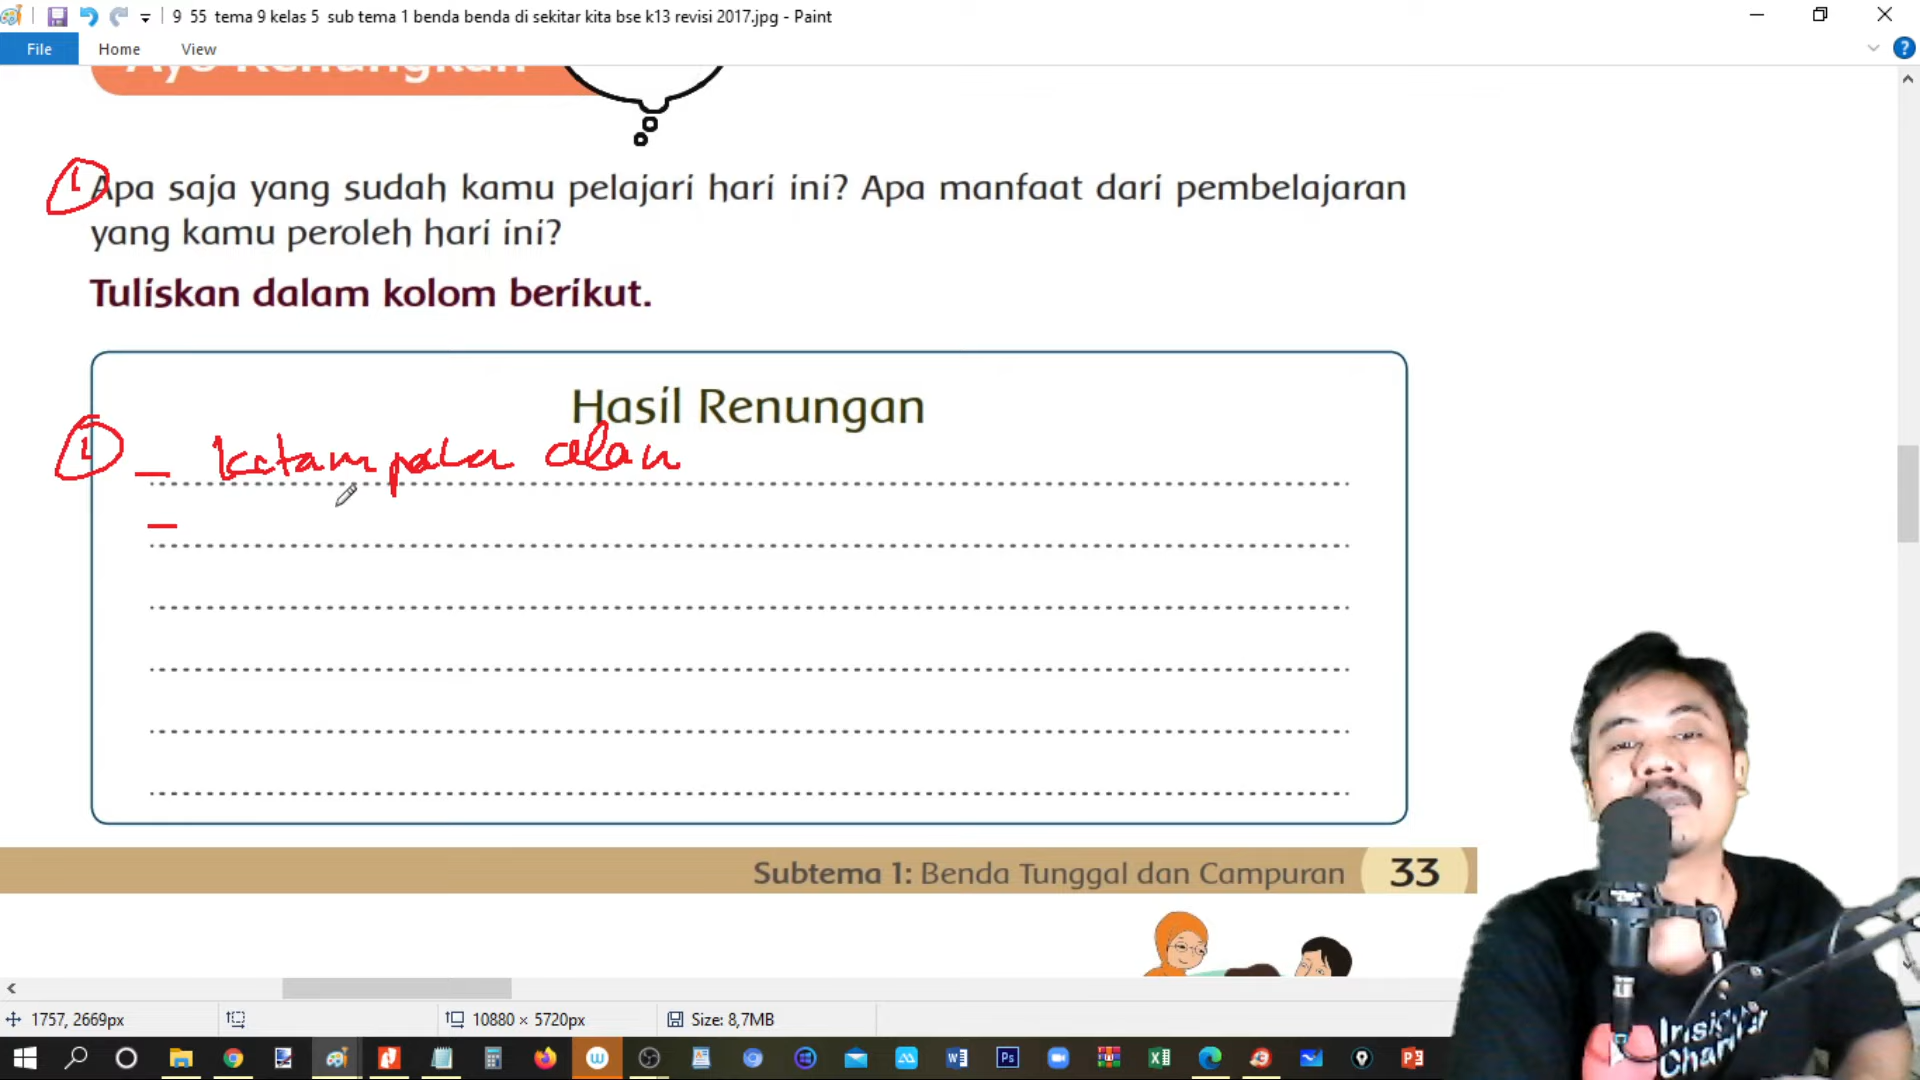 9 55 tema 9 kelas 5 sub tema 1 benda benda di sekitar kita bse k13 revisi 2017.jpg - Paint
File Home View
Ayo Renungkan
1 Apa saja yang sudah kamu pelajari hari ini? Apa manfaat dari pembelajaran
yang kamu peroleh hari ini?
Tuliskan dalam kolom berikut.
Hasil Renungan
1 –
–
Subtema 1: Benda Tunggal dan Campuran 33
1757, 2669px 10880 × 5720px Size: 8,7MB